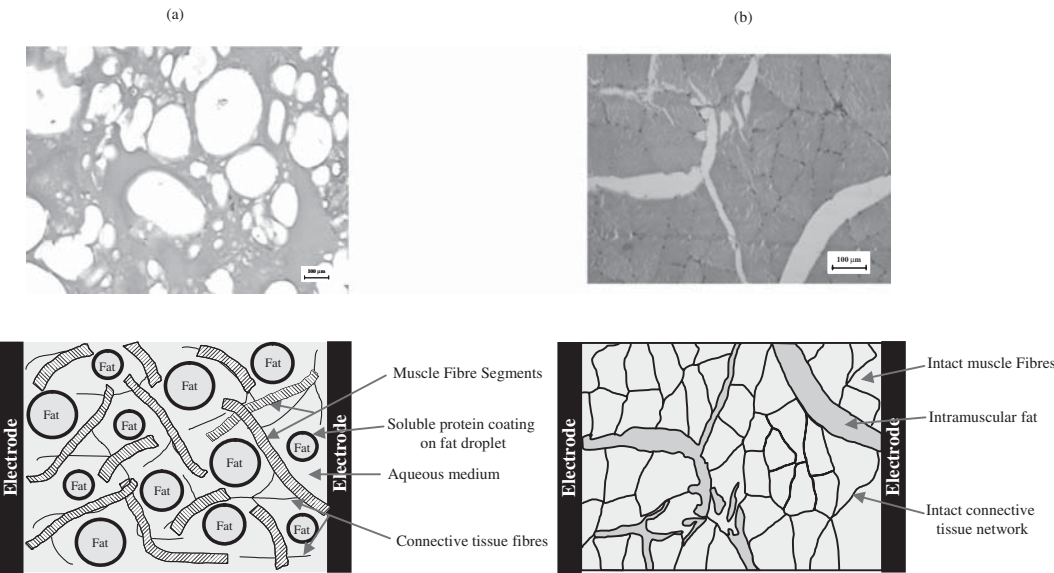 (a)
(b)
100 μm
100 μm
Electrode
Fat
Fat
Fat
Fat
Fat
Fat
Fat
Fat
Fat
Fat
Fat
Fat
Electrode
Muscle Fibre Segments
Soluble protein coating
on fat droplet
Aqueous medium
Connective tissue fibres
Electrode
Electrode
Intact muscle Fibres
Intramuscular fat
Intact connective
tissue network